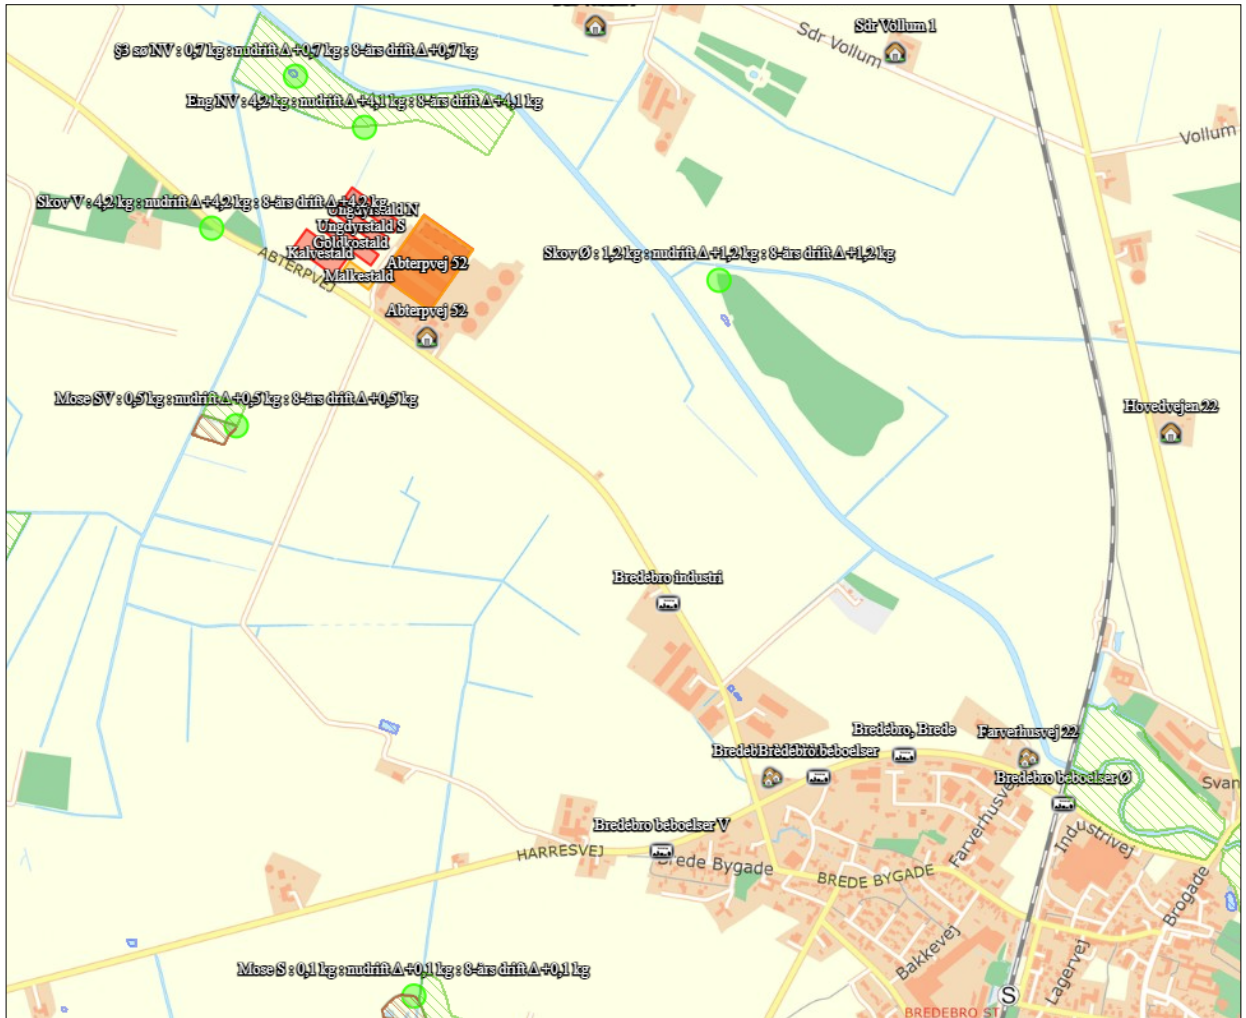 Sdr Vollum 1
Sdr Vollum
§3 sø NV : 0,7 kg : nudrift Δ+0,7 kg : 8-års drift Δ+0,7 kg
Eng NV : 4,2 kg : nudrift Δ+4,1 kg : 8-års drift Δ+4,1 kg
Vollum
Skov V : 4,2 kg : nudrift Δ+4,2 kg : 8-års drift Δ+4,2 kg
Ungdyrstald N
Ungdyrstald S
Goldkostald
Kalvestald
Malkestald
ABTERPVEJ
Abterpvej 52
Skov Ø : 1,2 kg : nudrift Δ+1,2 kg : 8-års drift Δ+1,2 kg
Abterpvej 52
Mose SV : 0,5 kg : nudrift Δ+0,5 kg : 8-års drift Δ+0,5 kg
Hovedvejen 22
Bredebro industri
Bredebro, Brede
Farverhusvej 22
Bredebro beboelser
Bredebro beboelser Ø
Svan
Bredebro beboelser V
Farverhusvej
Industrivej
HARRESVEJ
Brede Bygade
BREDE BYGADE
Brogade
Bakkevej
Lagervej
Mose S : 0,1 kg : nudrift Δ+0,1 kg : 8-års drift Δ+0,1 kg
S
BREDEBRO ST